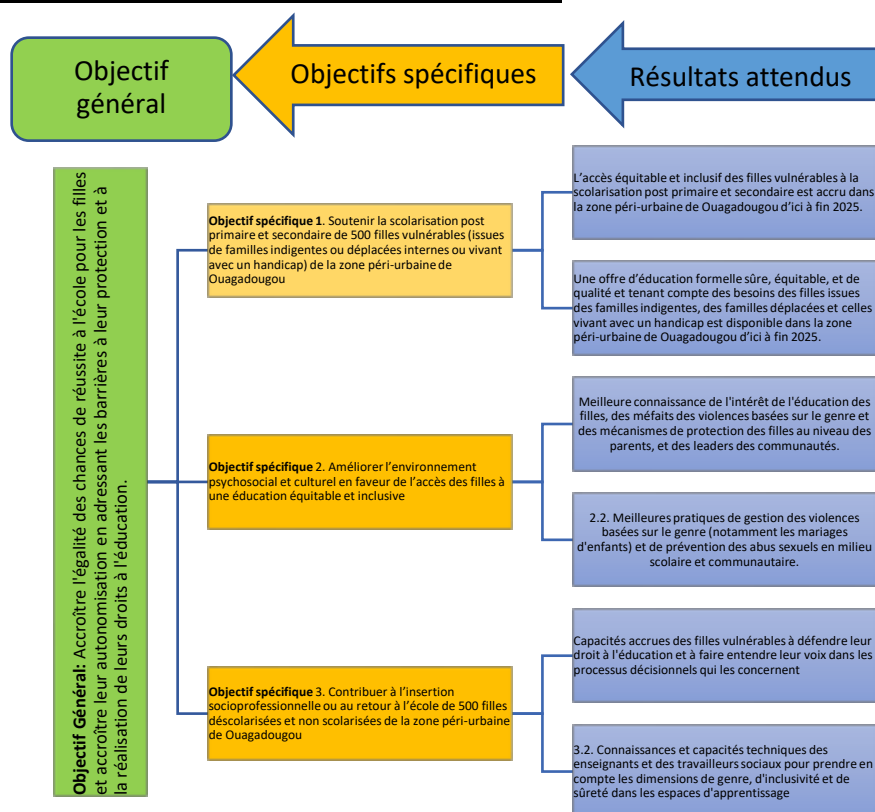 Objectif
général
Objectifs spécifiques
Résultats attendus
Objectif Général: Accroître l'égalité des chances de réussite à l'école pour les filles
et accroître leur autonomisation en adressant les barrières à leur protection et à
la réalisation de leurs droits à l'éducation.
Objectif spécifique 1. Soutenir la scolarisation post
primaire et secondaire de 500 filles vulnérables (issues
de familles indigentes ou déplacées internes ou vivant
avec un handicap) de la zone péri-urbaine de
Ouagadougou
L'accès équitable et inclusif des filles vulnérables à la
scolarisation post primaire et secondaire est accru dans
la zone péri-urbaine de Ouagadougou d'ici à fin 2025.
Une offre d'éducation formelle sûre, équitable, et de
qualité et tenant compte des besoins des filles issues
des familles indigentes, des familles déplacées et celles
vivant avec un handicap est disponible dans la zone
péri-urbaine de Ouagadougou d'ici à fin 2025.
Objectif spécifique 2. Améliorer l'environnement
psychosocial et culturel en faveur de l'accès des filles à
une éducation équitable et inclusive
Meilleure connaissance de l'intérêt de l'éducation des
filles, des méfaits des violences basées sur le genre et
des mécanismes de protection des filles au niveau des
parents, et des leaders des communautés.
2.2. Meilleures pratiques de gestion des violences
basées sur le genre (notamment les mariages
d'enfants) et de prévention des abus sexuels en milieu
scolaire et communautaire.
Objectif spécifique 3. Contribuer à l'insertion
socioprofessionnelle ou au retour à l'école de 500 filles
déscolarisées et non scolarisées de la zone péri-urbaine
de Ouagadougou
Capacités accrues des filles vulnérables à défendre leur
droit à l'éducation et à faire entendre leur voix dans les
processus décisionnels qui les concernent
3.2. Connaissances et capacités techniques des
enseignants et des travailleurs sociaux pour prendre en
compte les dimensions de genre, d'inclusivité et de
sûreté dans les espaces d'apprentissage